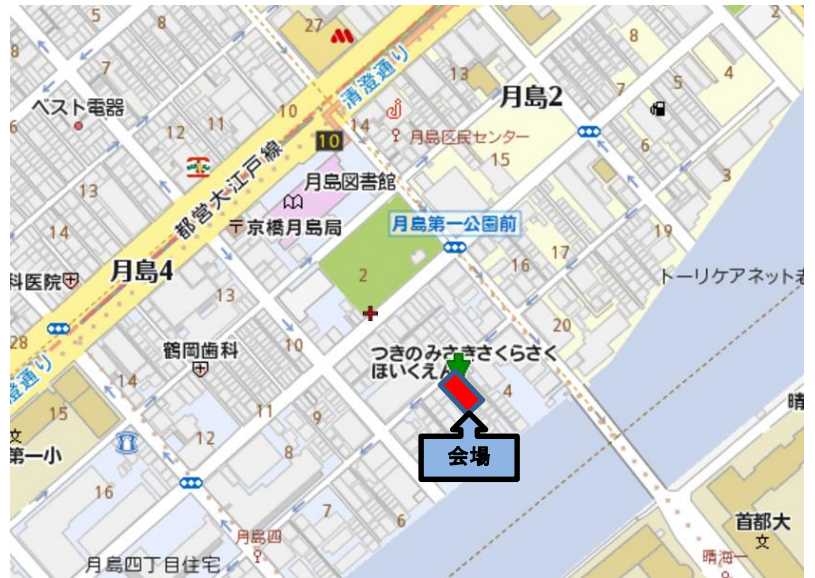 5
8
27
2
8
7
清澄通り
13
4
月島2
7
5
ベスト電器
6
10
11
12
10
14
月島区民センター
15
6
3
都営大江戸線
月島図書館
13
〒京橋月島局
月島第一公園前
19
14
17
16
月島4
2
トーリケアネット
科医院
13
20
28
鶴岡歯科
10
つきのみさきさくらさく
ほいくえん
澄通り
14
4
15
11
9
晴
文
第一小
12
8
会場
16
7
6
首都大
文
月島四
月島四丁目住宅
晴海一